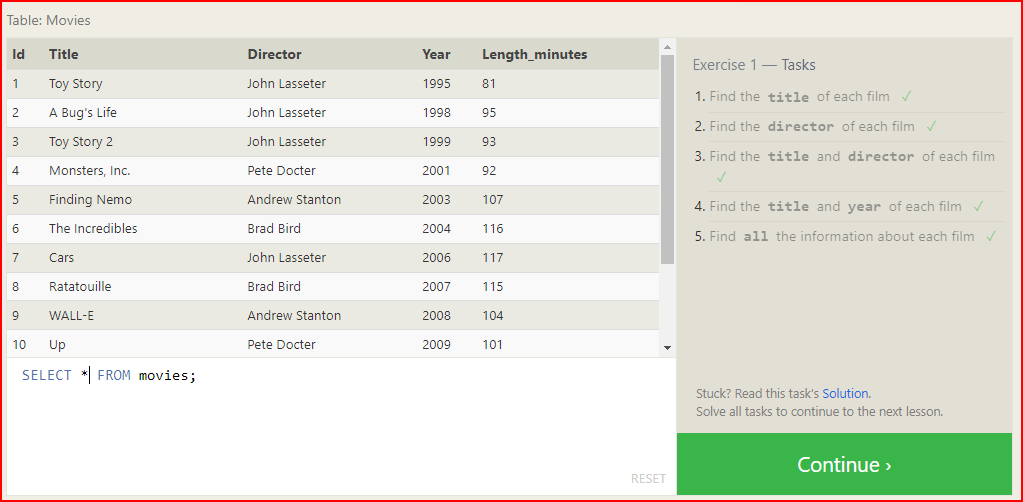 Table: Movies
Id Title Director Year Length_minutes
1 Toy Story John Lasseter 1995 81
2 A Bug's Life John Lasseter 1998 95
3 Toy Story 2 John Lasseter 1999 93
4 Monsters, Inc. Pete Docter 2001 92
5 Finding Nemo Andrew Stanton 2003 107
6 The Incredibles Brad Bird 2004 116
7 Cars John Lasseter 2006 117
8 Ratatouille Brad Bird 2007 115
9 WALL-E Andrew Stanton 2008 104
10 Up Pete Docter 2009 101
SELECT * FROM movies;
RESET
Exercise 1 — Tasks
1. Find the title of each film ✓
2. Find the director of each film ✓
3. Find the title and director of each film
✓
4. Find the title and year of each film ✓
5. Find all the information about each film ✓
Stuck? Read this task's Solution.
Solve all tasks to continue to the next lesson.
Continue ›